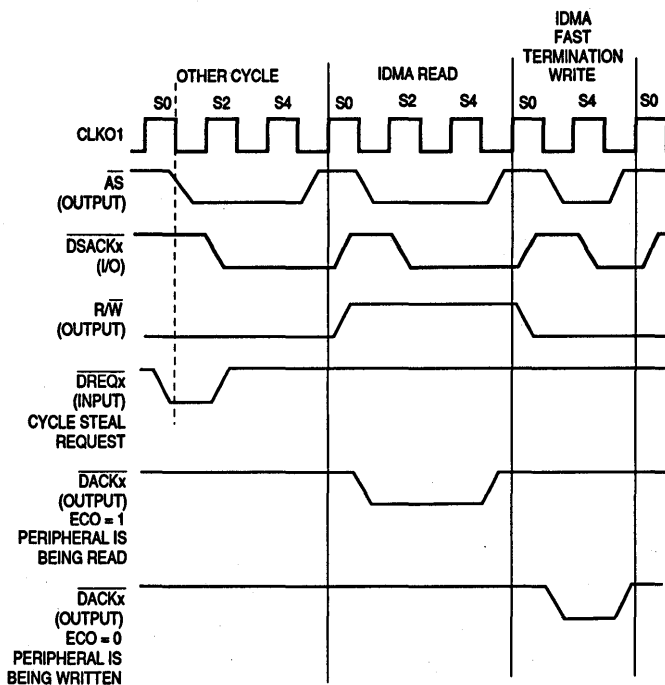 IDMA
FAST
TERMINATION
WRITE
OTHER CYCLE
IDMA READ
S0 S2 S4 S0 S2 S4 S0 S4 S0
CLKO1
AS
(OUTPUT)
DSACKx
(I/O)
R/W
(OUTPUT)
DREQx
(INPUT)
CYCLE STEAL
REQUEST
DACKx
(OUTPUT)
ECO = 1
PERIPHERAL IS
BEING READ
DACKx
(OUTPUT)
ECO = 0
PERIPHERAL IS
BEING WRITTEN